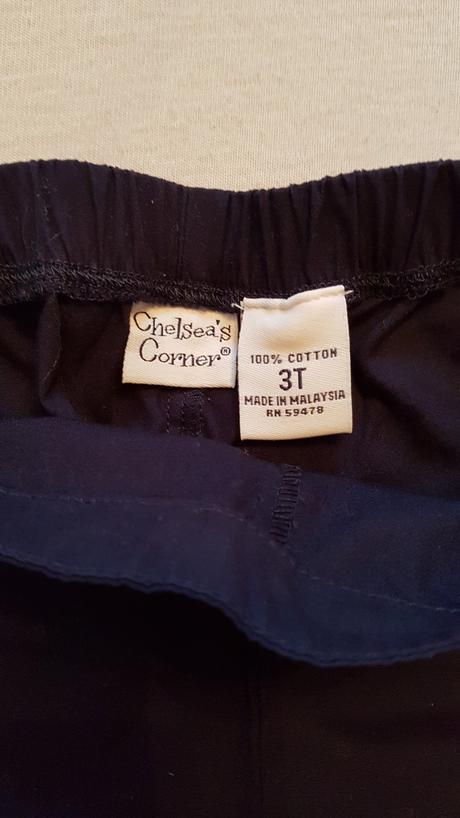 Chelsea's
Corner®
100% COTTON
3T
MADE IN MALAYSIA
RN 59478